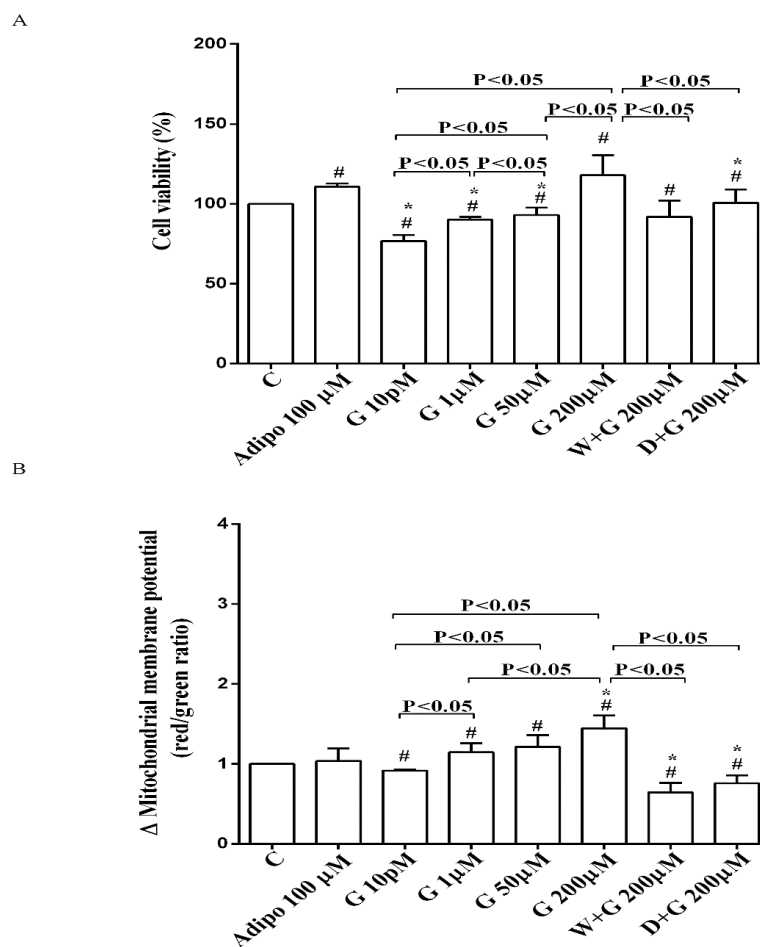 A
Cell viability (%)
200
150
100
50
0
P<0.05 P<0.05
P<0.05 P<0.05
P<0.05
P<0.05 P<0.05
#
*
#
*
#
*
#
#
#
*
#
C
Adipo 100 µM
G 10pM
G 1µM
G 50µM
G 200µM
W+G 200µM
D+G 200µM
B
Δ Mitochondrial membrane potential
(red/green ratio)
4
3
2
1
0
P<0.05
P<0.05 P<0.05
P<0.05 P<0.05
P<0.05
#
#
#
*
#
*
#
*
#
C
Adipo 100 µM
G 10pM
G 1µM
G 50µM
G 200µM
W+G 200µM
D+G 200µM